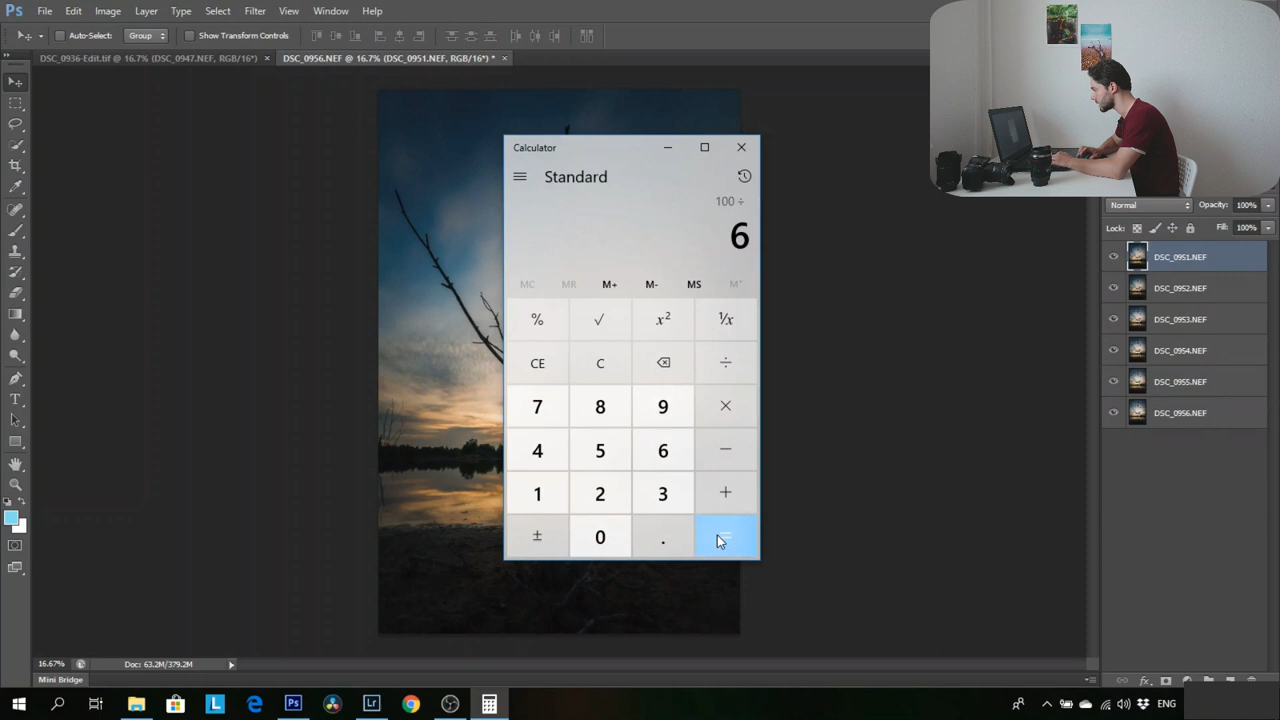 Ps File Edit Image Layer Type Select Filter View Window Help
Auto-Select: Group Show Transform Controls
DSC_0936-Edit.tif @ 16.7% (DSC_0947.NEF, RGB/16*) × DSC_0956.NEF @ 16.7% (DSC_0951.NEF, RGB/16*) * ×
Calculator
Standard
100 ÷
6
MC MR M+ M- MS M˅
% √ x² ¹/x
CE C ÷
7 8 9 ×
4 5 6 −
1 2 3 +
± 0 . =
Normal Opacity: 100%
Lock: Fill: 100%
DSC_0951.NEF
DSC_0952.NEF
DSC_0953.NEF
DSC_0954.NEF
DSC_0955.NEF
DSC_0956.NEF
16.67% Doc: 63.2M/379.2M
Mini Bridge
L Ps Lr ENG